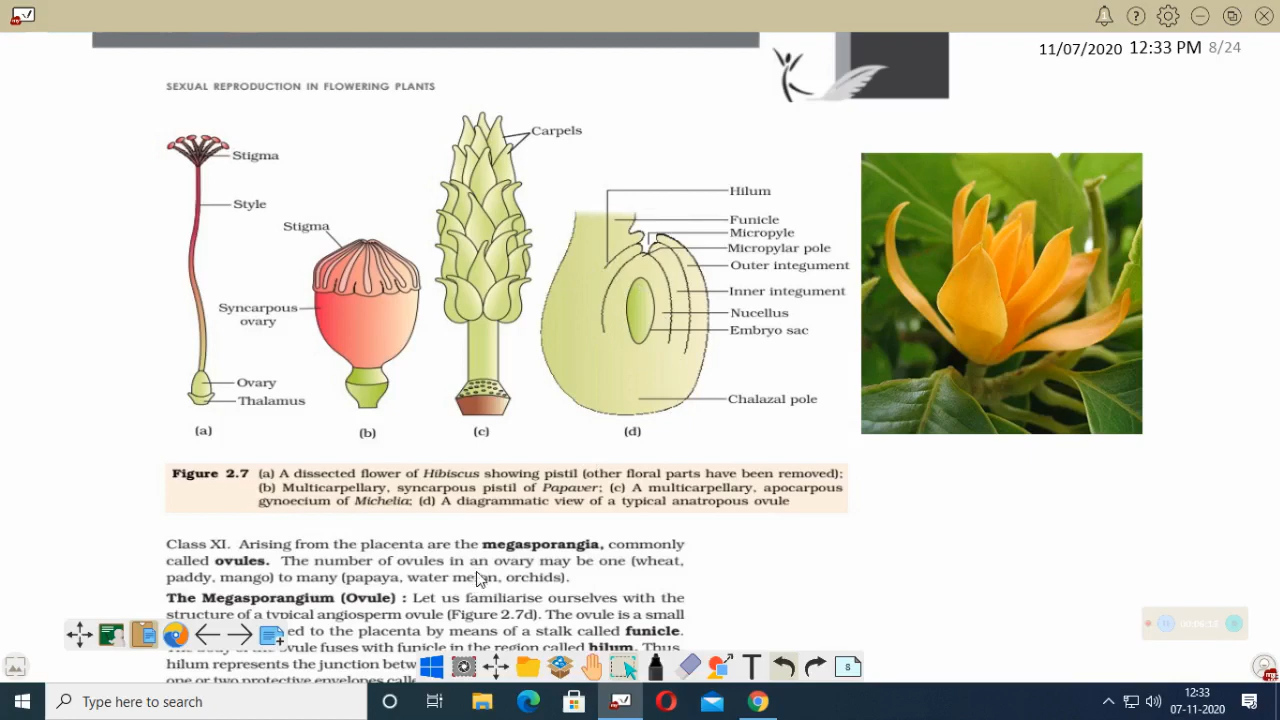 11/07/2020 12:33 PM 8/24
SEXUAL REPRODUCTION IN FLOWERING PLANTS
Carpels
Stigma
Style
Stigma
Syncarpous
ovary
Ovary
Thalamus
Hilum
Funicle
Micropyle
Micropylar pole
Outer integument
Inner integument
Nucellus
Embryo sac
Chalazal pole
(a)
(b)
(c)
(d)
Figure 2.7 (a) A dissected flower of Hibiscus showing pistil (other floral parts have been removed);
(b) Multicarpellary, syncarpous pistil of Papaver; (c) A multicarpellary, apocarpous
gynoecium of Michelia; (d) A diagrammatic view of a typical anatropous ovule
Class XI. Arising from the placenta are the megasporangia, commonly
called ovules. The number of ovules in an ovary may be one (wheat,
paddy, mango) to many (papaya, water orchids).
The Megasporangium (Ovule) : Let us familiarise ourselves with the
structure of a typical angiosperm ovule (Figure 2.7d). The ovule is a small
to the placenta by means of a stalk called funicle.
ovule fuses with funicle in the region called hilum. Thus,
hilum represents the junction
one or two protective envelopes
S
T
Type here to search
12:33
07-11-2020